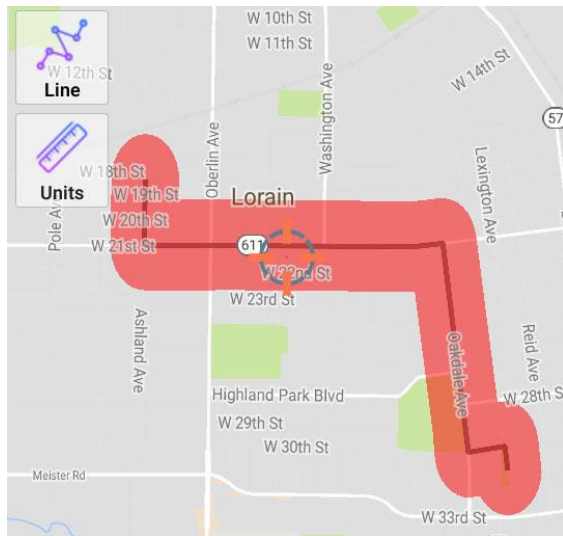 W 10th St
W 11th St
W 12th St
Line
W 14th St
Washington Ave
57
Units
Oberlin Ave
W 18th St
Lexington Ave
W 19th St
Lorain
Pole Ave
W 20th St
W 21st St
611
W 22nd St
W 23rd St
Ashland Ave
Oakdale Ave
Reid Ave
Highland Park Blvd
W 28th St
W 29th St
W 30th St
Meister Rd
W 33rd St